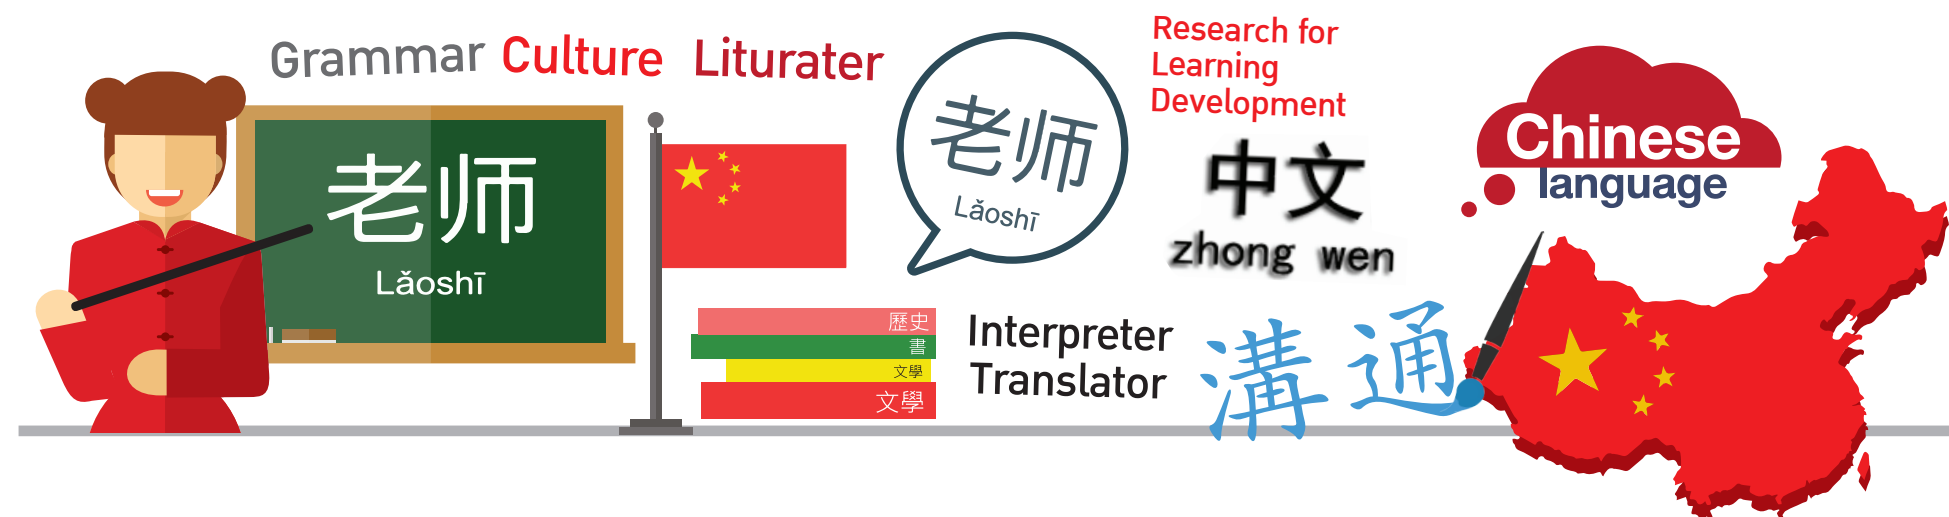 Grammar Culture Liturater
老师
Lǎoshī
老师
Lǎoshī
Research for
Learning
Development
中文
zhong wen
Chinese
language
歷史
書
文學
文學
Interpreter
Translator
溝通